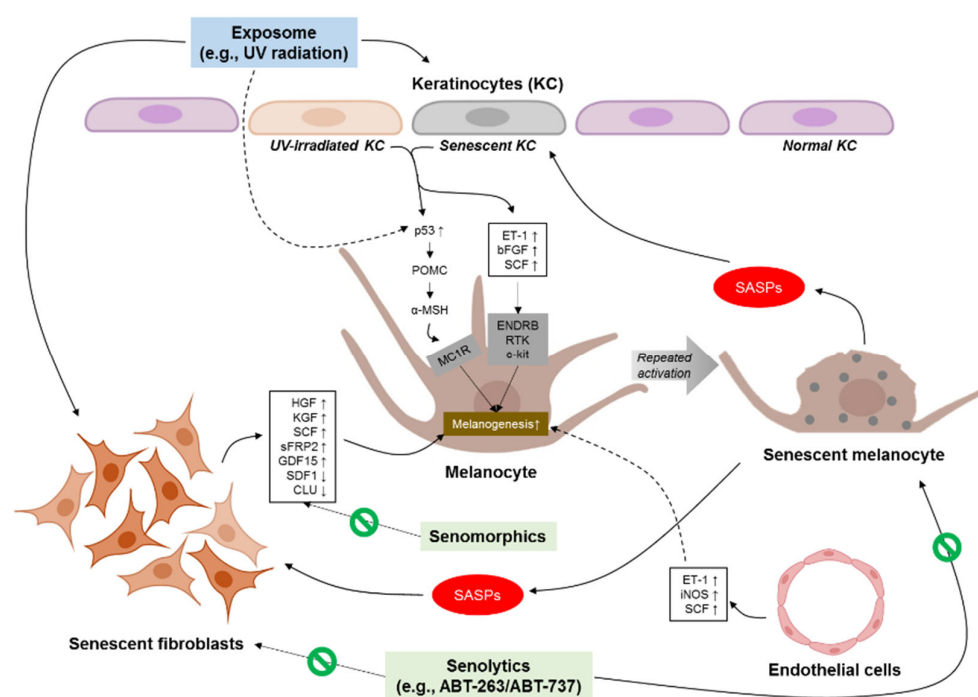 Exposome
(e.g., UV radiation)
Keratinocytes (KC)
UV-irradiated KC
Senescent KC
Normal KC
p53 ↑
POMC
α-MSH
MC1R
ET-1 ↑
bFGF ↑
SCF ↑
ENDRB
RTK
c-kit
Melanogenesis↑
Melanocyte
Repeated
activation
SASPs
Senescent melanocyte
HGF ↑
KGF ↑
SCF ↑
sFRP2 ↑
GDF15 ↑
SDF1 ↓
CLU ↓
Senomorphics
SASPs
ET-1 ↑
iNOS ↑
SCF ↑
Endothelial cells
Senescent fibroblasts
Senolytics
(e.g., ABT-263/ABT-737)